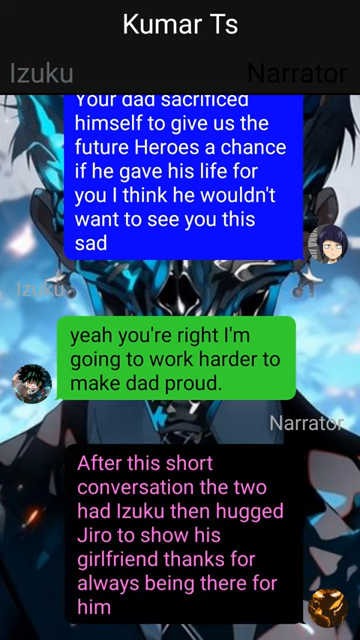 Kumar Ts
Izuku
Narrator
Your dad sacrificed
himself to give us the
future Heroes a chance
if he gave his life for
you I think he wouldn't
want to see you this
sad
Izuku
yeah you're right I'm
going to work harder to
make dad proud.
Narrator
After this short
conversation the two
had Izuku then hugged
Jiro to show his
girlfriend thanks for
always being there for
him